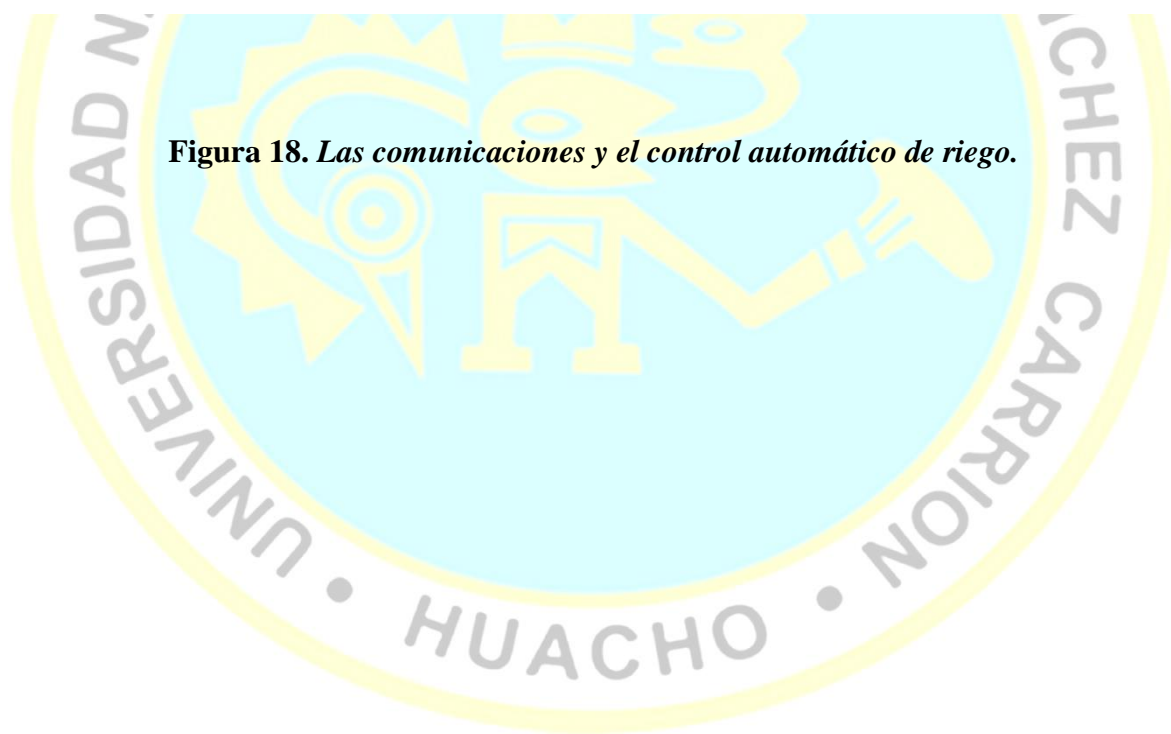 Figura 18. Las comunicaciones y el control automático de riego.
UNIVERSIDAD N
CHEZ CARRION
HUACHO